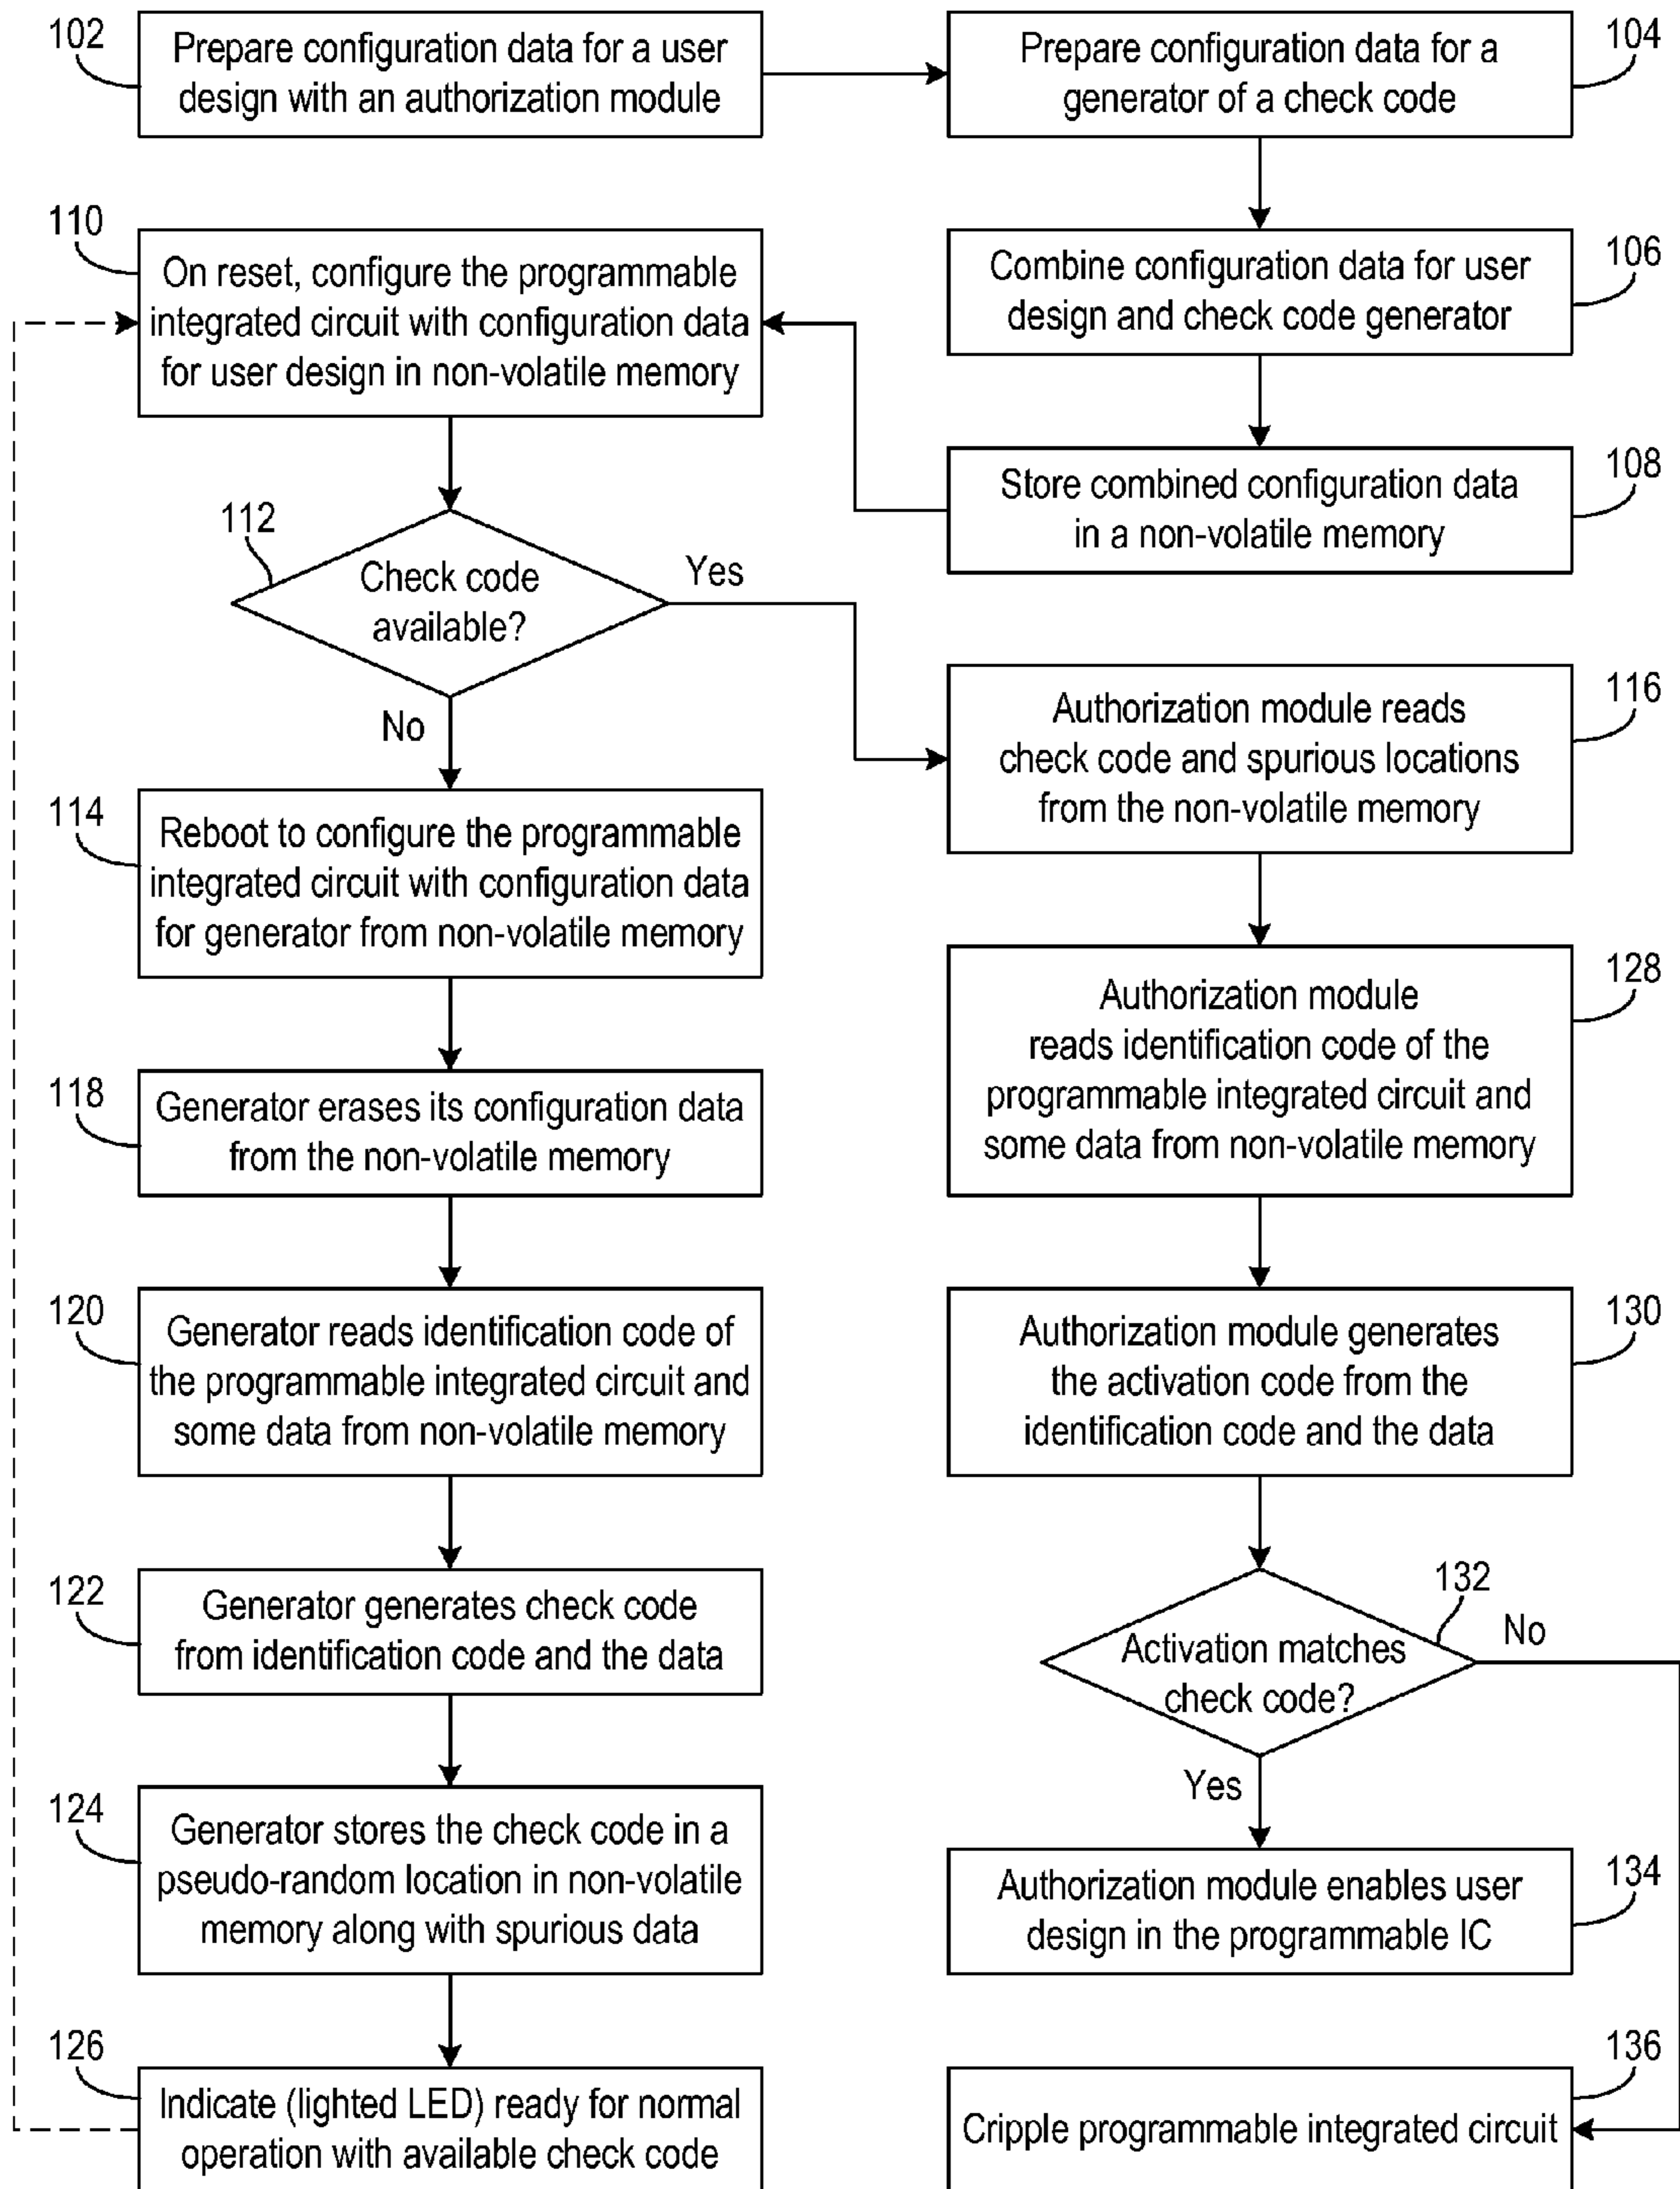 102
Prepare configuration data for a user
design with an authorization module
104
Prepare configuration data for a
generator of a check code
106
Combine configuration data for user
design and check code generator
108
Store combined configuration data
in a non-volatile memory
110
On reset, configure the programmable
integrated circuit with configuration data
for user design in non-volatile memory
112
Check code
available?
Yes
No
114
Reboot to configure the programmable
integrated circuit with configuration data
for generator from non-volatile memory
116
Authorization module reads
check code and spurious locations
from the non-volatile memory
118
Generator erases its configuration data
from the non-volatile memory
120
Generator reads identification code of
the programmable integrated circuit and
some data from non-volatile memory
122
Generator generates check code
from identification code and the data
124
Generator stores the check code in a
pseudo-random location in non-volatile
memory along with spurious data
126
Indicate (lighted LED) ready for normal
operation with available check code
128
Authorization module
reads identification code of the
programmable integrated circuit and
some data from non-volatile memory
130
Authorization module generates
the activation code from the
identification code and the data
132
Activation matches
check code?
No
Yes
134
Authorization module enables user
design in the programmable IC
136
Cripple programmable integrated circuit